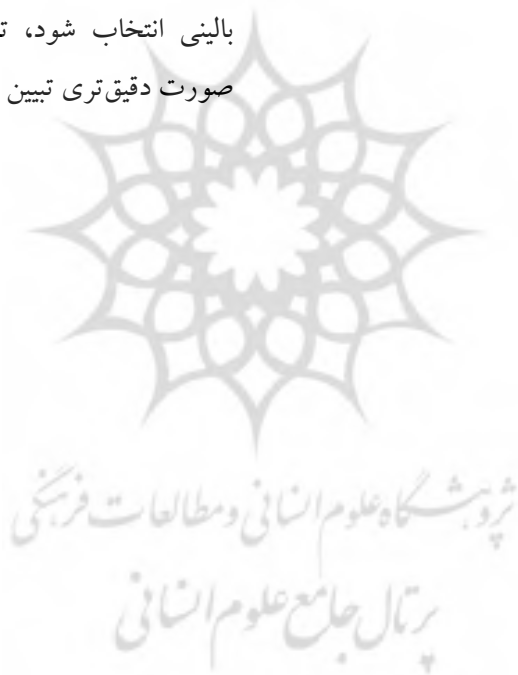 بالینی انتخاب شود،
صورت دقیق‌تری تبیین
پژوهشگاه علوم انسانی و مطالعات فرهنگی
پرتال جامع علوم انسانی